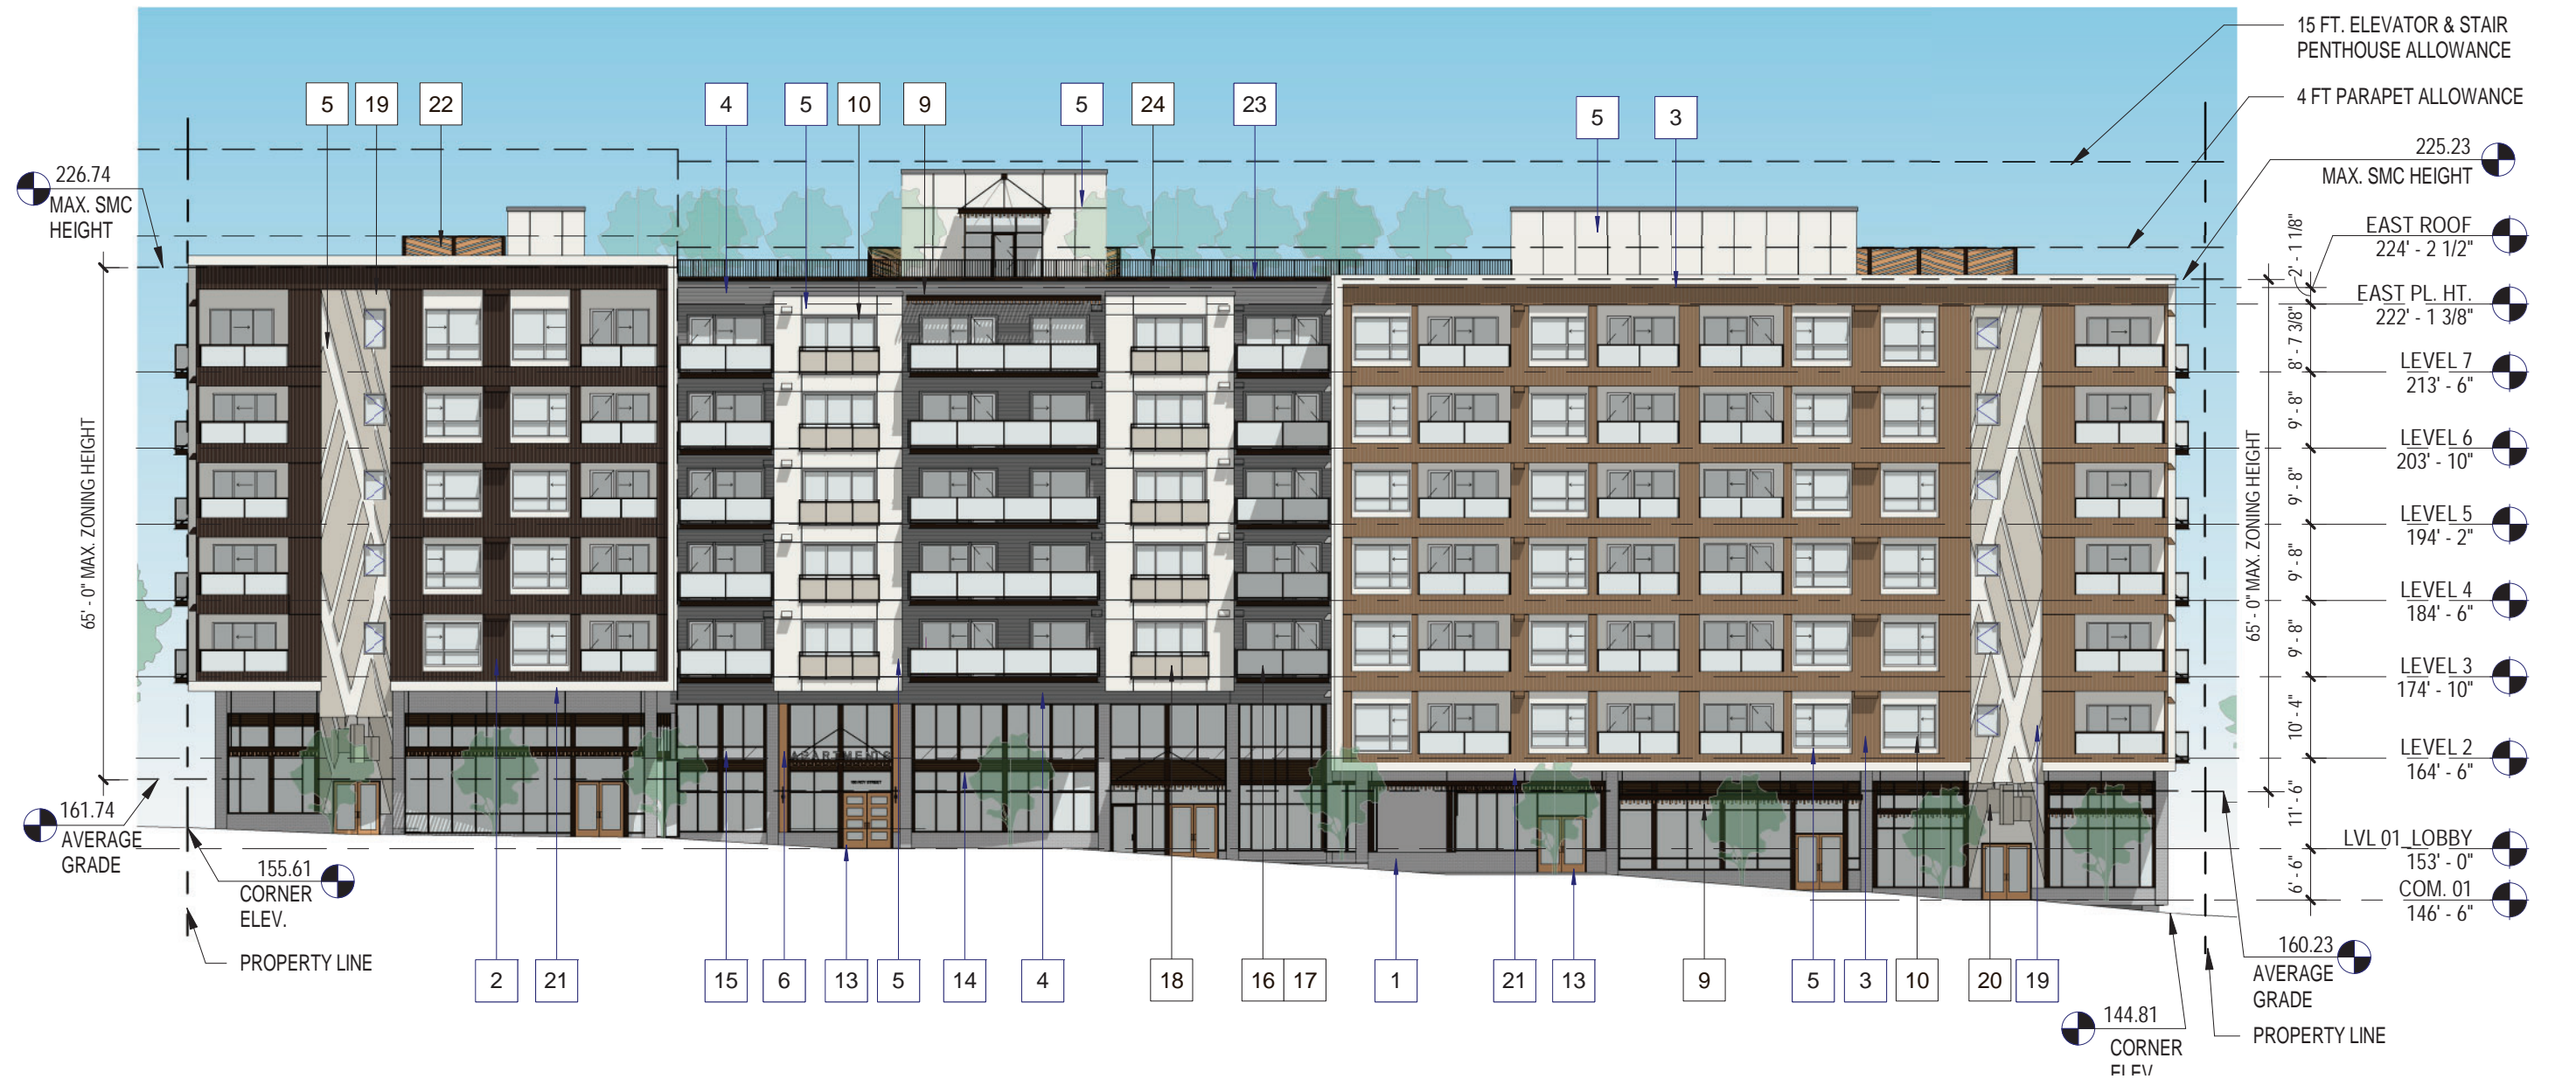 15 FT. ELEVATOR & STAIR
PENTHOUSE ALLOWANCE
4 FT PARAPET ALLOWANCE
5
19
22
4
5
10
9
5
24
23
5
3
226.74
MAX. SMC
HEIGHT
225.23
MAX. SMC HEIGHT
2' - 1 1/8"
EAST ROOF
224' - 2 1/2"
EAST PL. HT.
222' - 1 3/8"
8' - 7 3/8"
LEVEL 7
213' - 6"
9' - 8"
LEVEL 6
203' - 10"
9' - 8"
LEVEL 5
194' - 2"
9' - 8"
LEVEL 4
184' - 6"
9' - 8"
LEVEL 3
174' - 10"
10' - 4"
LEVEL 2
164' - 6"
11' - 6"
LVL 01_LOBBY
153' - 0"
6' - 6"
COM. 01
146' - 6"
65' - 0" MAX. ZONING HEIGHT
65' - 0" MAX. ZONING HEIGHT
APARTMENTS
161.74
AVERAGE
GRADE
155.61
CORNER
ELEV.
PROPERTY LINE
2
21
15
6
13
5
14
4
18
16
17
1
21
13
9
5
3
10
20
19
160.23
AVERAGE
GRADE
144.81
CORNER
ELEV
PROPERTY LINE